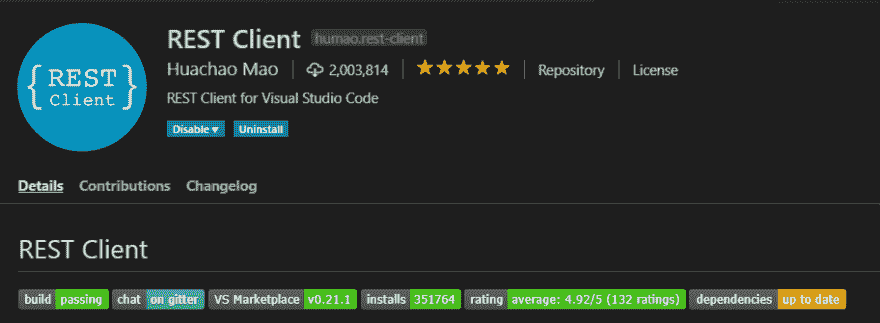 { REST Client }
REST Client humao.rest-client
Huachao Mao 2,003,814 Repository License
REST Client for Visual Studio Code
Disable Uninstall
Details Contributions Changelog
REST Client
build passing chat on gitter VS Marketplace v0.21.1 installs 351764 rating average: 4.92/5 (132 ratings) dependencies up to date